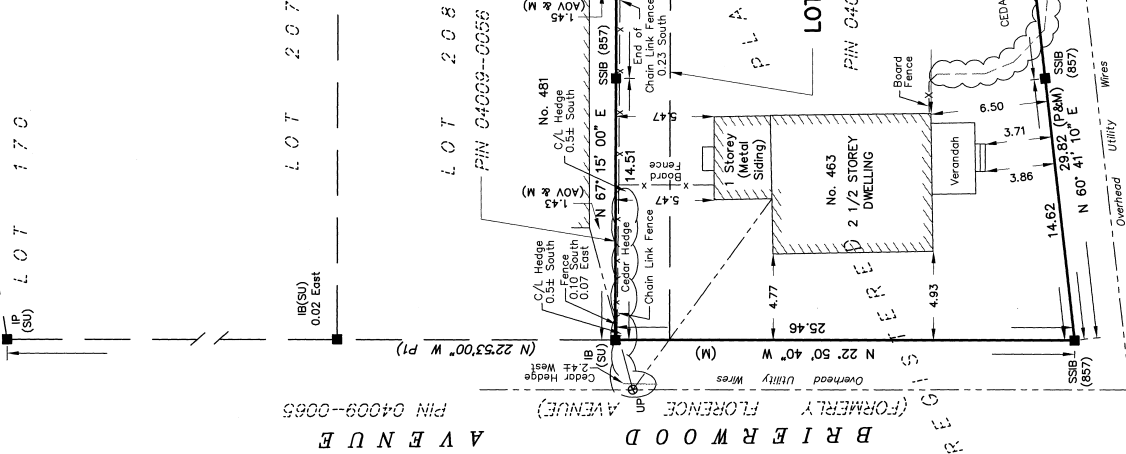 LOT 170
IP
(SU)
LOT 207
IB(SU)
0.02 East
LOT 208
PIN 04009-0056
1.45
(AOV & M)
SSIB (857)
End of
Chain Link Fence
0.23 South
No. 481
C/L Hedge
0.5± South
N 67° 15' 00" E
14.51
1.43
(AOV & M)
C/L Hedge
0.5± South
Fence
0.10 South
0.07 East
Cedar Hedge
Chain Link Fence
Board
Fence
5.47
5.47
1 Storey
(Metal
Siding)
No. 463
2 1/2 STOREY
DWELLING
Verandah
Board
Fence
PLA
LOT
PIN 040
CEDA
6.50
3.71
3.86
SSIB
(857)
29.82 (P&M)
N 60° 41' 10" E
14.62
Overhead Utility Wires
4.77
4.93
25.46
N 22° 50' 40" W (M)
(N 22°53'00" W P1)
IB
(SU)
Cedar Hedge
2.4± West
UP
SSIB
(857)
Overhead Utility Wires
REGISTERED
(FORMERLY FLORENCE AVENUE)
PIN 04009-0065
BRIERWOOD AVENUE